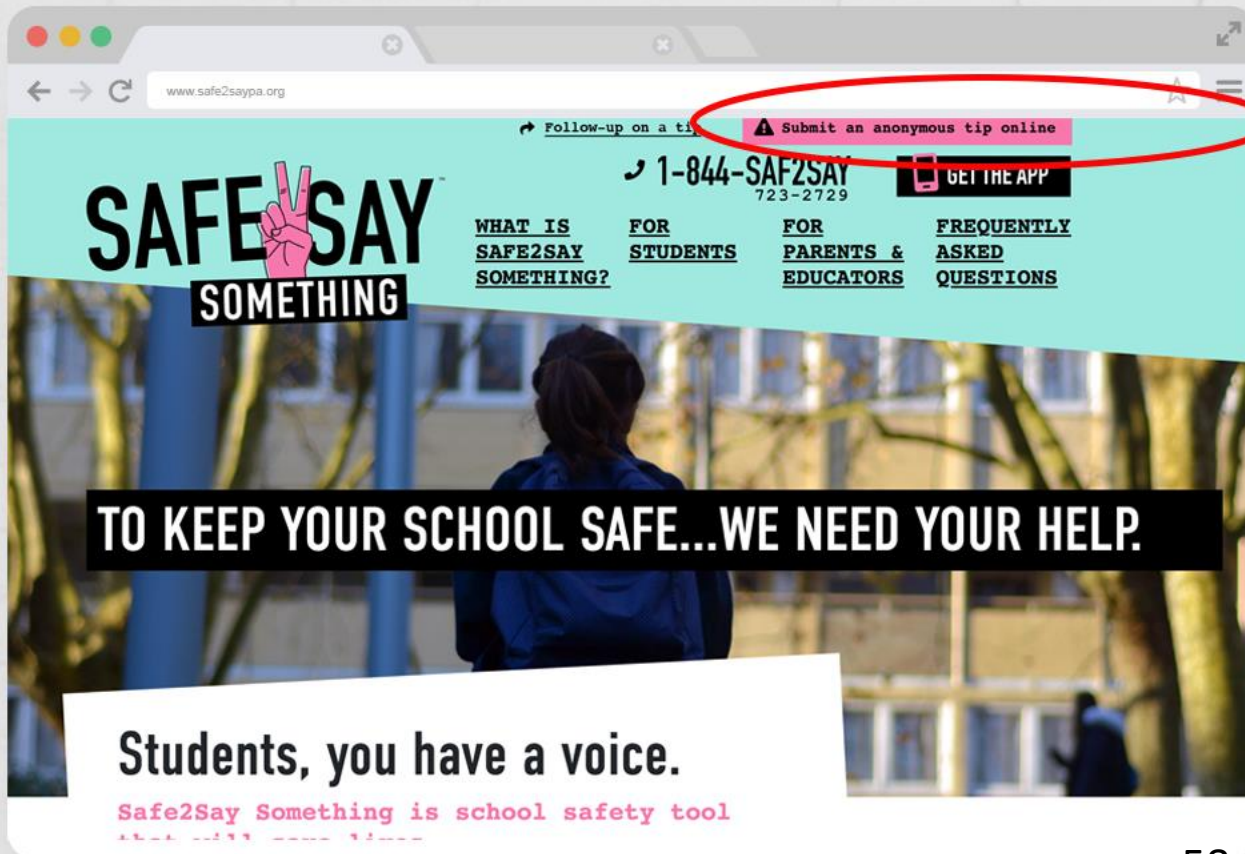 www.safe2saypa.org
Follow-up on a tip
Submit an anonymous tip online
1-844-SAF2SAY
723-2729
GET THE APP
SAFE SAY
SOMETHING
WHAT IS SAFE2SAY SOMETHING?
FOR STUDENTS
FOR PARENTS & EDUCATORS
FREQUENTLY ASKED QUESTIONS
TO KEEP YOUR SCHOOL SAFE...WE NEED YOUR HELP.
Students, you have a voice.
Safe2Say Something is school safety tool